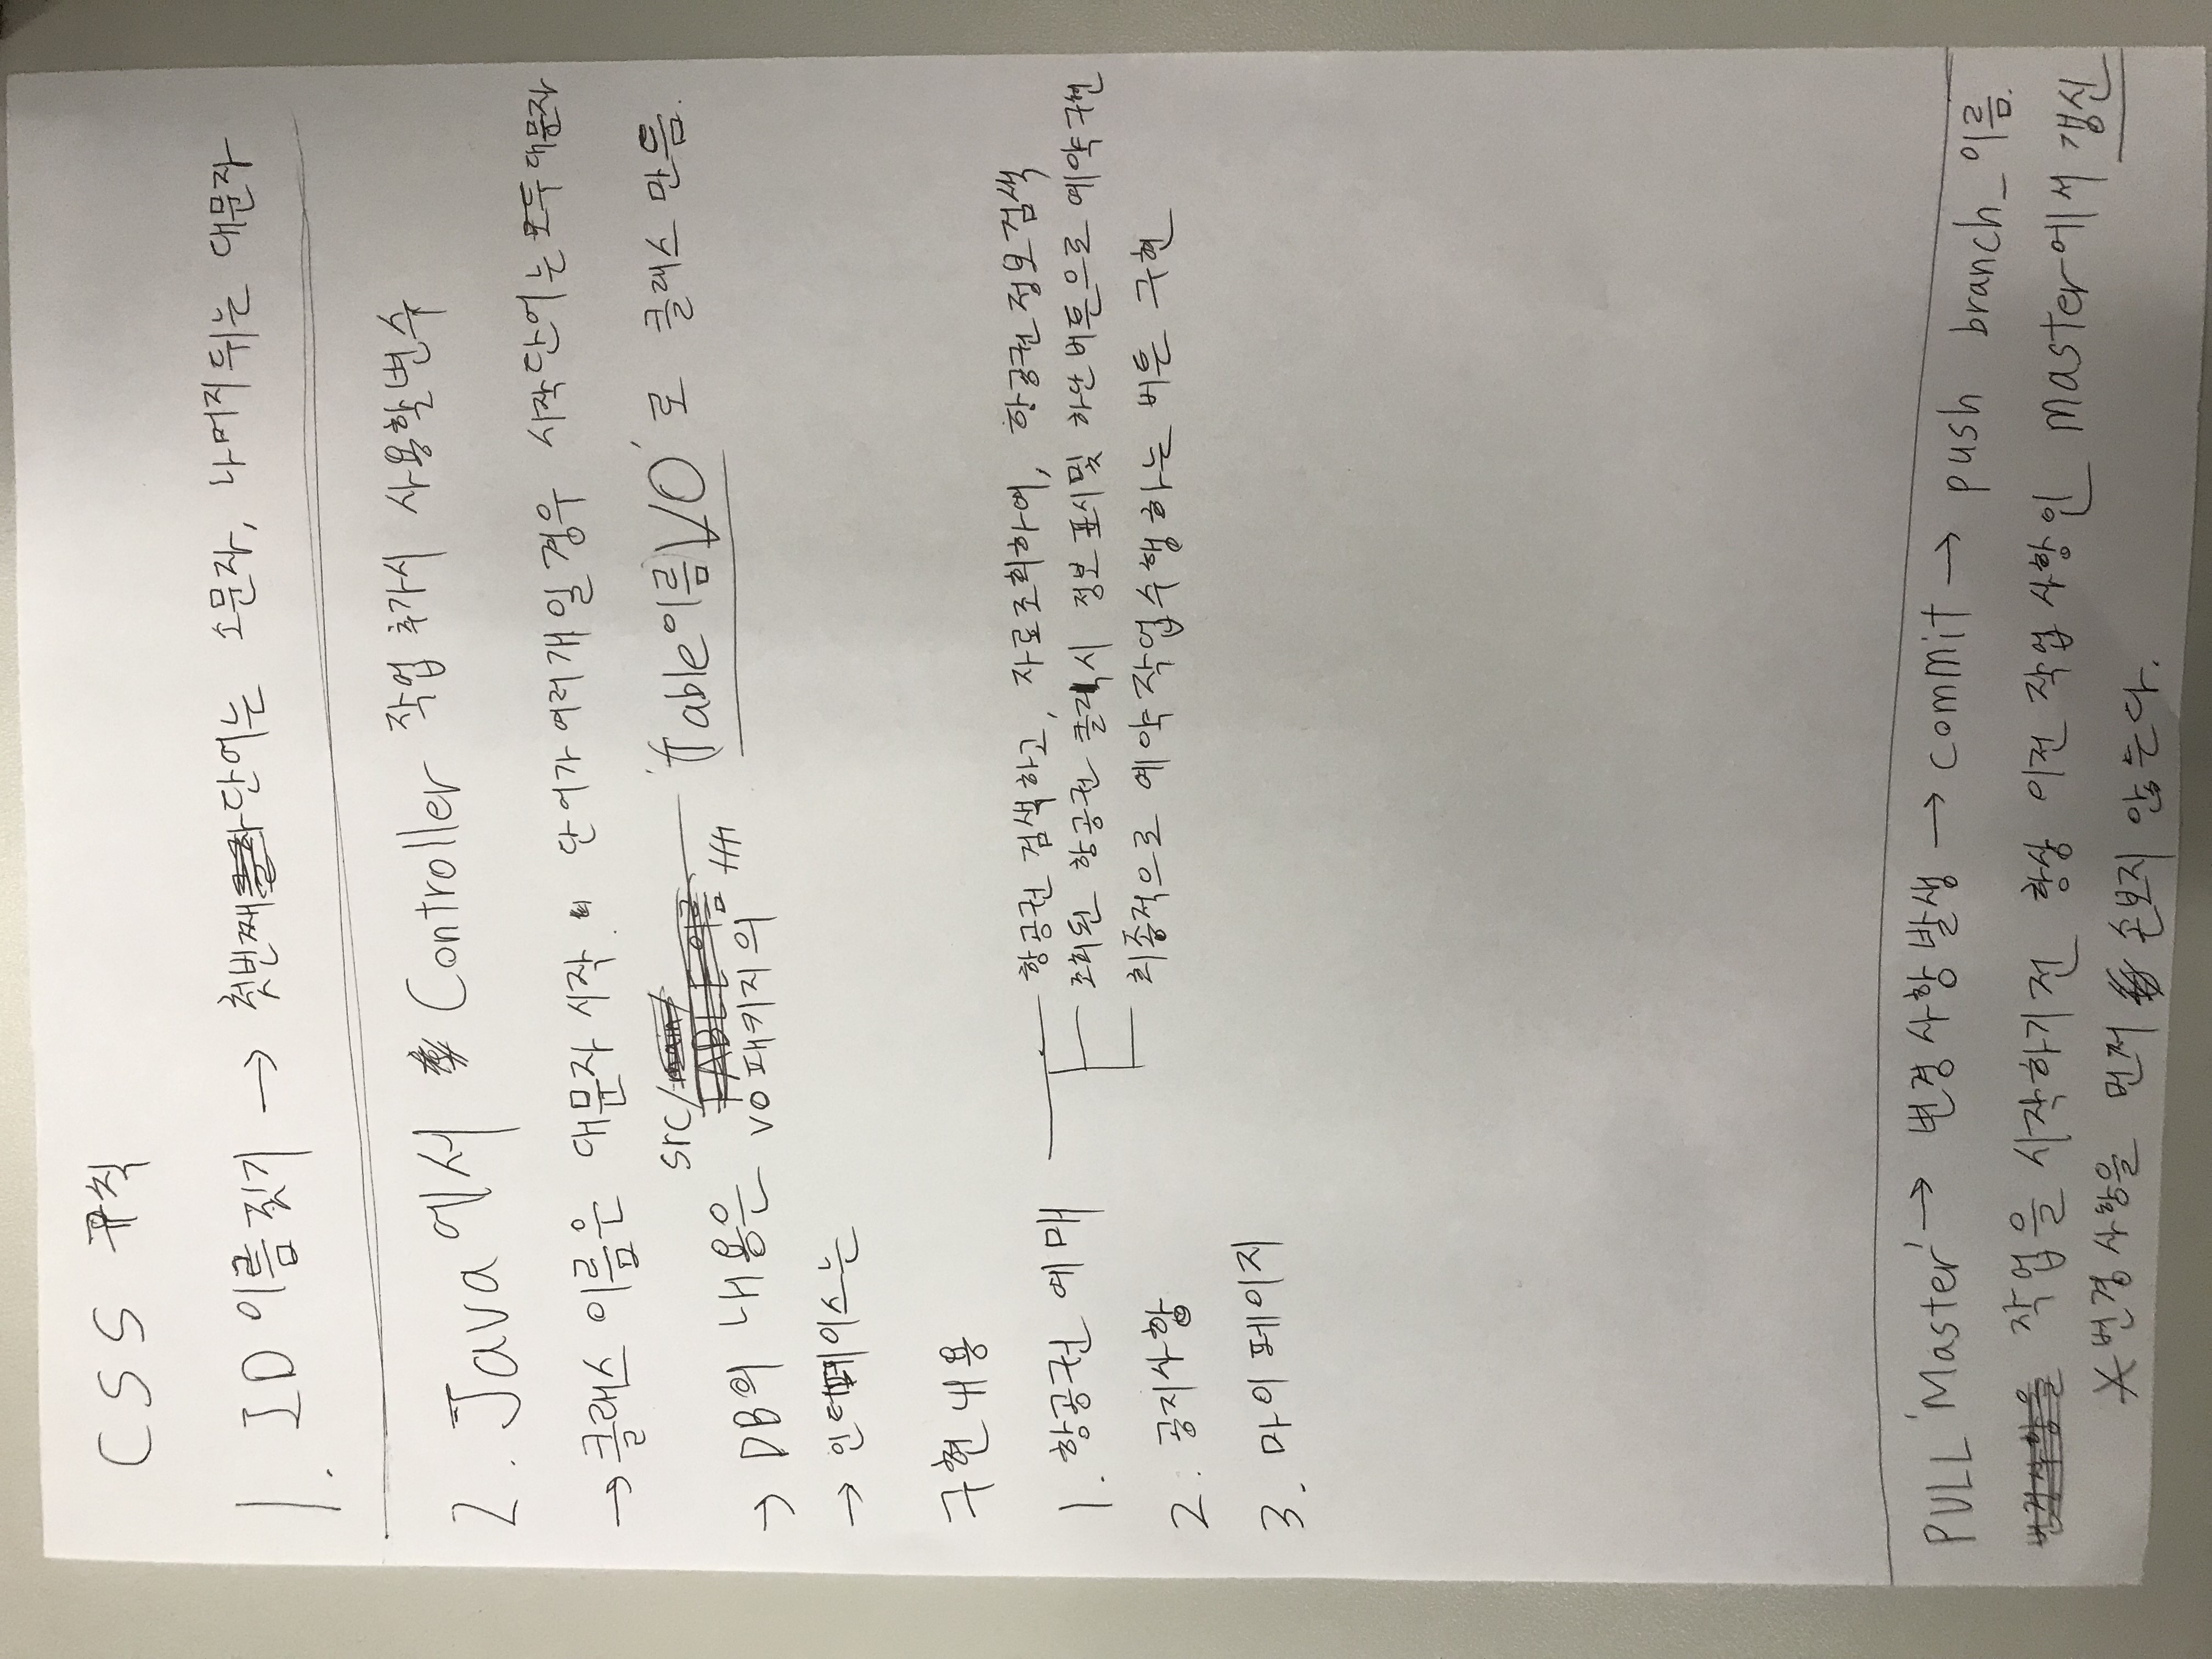 CSS 규칙
1. ID 이름 짓기 → 첫번째 단어는 소문자, 나머지 뒤는 대문자
2. Java에서 Controller 작업 추가시 사용할 변수
→ 클래스 이름은 대문자 시작. 단어가 여러개일 경우 시작단어는 모두 대문자
→ DB의 내용은 src/ vo 패키지의 'Table이름VO'로 클래스 만듬.
→ 인터페이스는
구현 내용
1. 항공권 예매
항공권 검색하고, 자료조회하여, 항공권 정보검색
조회된 항공권 클릭시 정보 표시및 하단버튼으로 예약구현
최종적으로 예약 작업수행하는 버튼 구현
2. 공지사항
3. 마이 페이지
PULL 'Master' → 변경사항 발생 → commit → push branch_이름.
작업을 시작하기전 항상 이전 작업 사항인 master에서 갱신
※변경사항을 먼저 손보지 않는다.